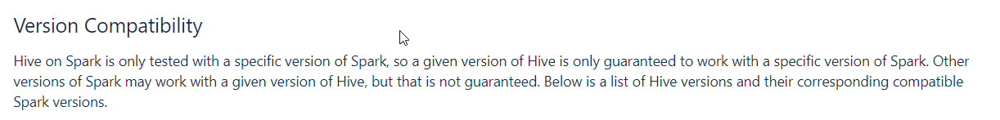 Version Compatibility
Hive on Spark is only tested with a specific version of Spark, so a given version of Hive is only guaranteed to work with a specific version of Spark. Other
versions of Spark may work with a given version of Hive, but that is not guaranteed. Below is a list of Hive versions and their corresponding compatible
Spark versions.